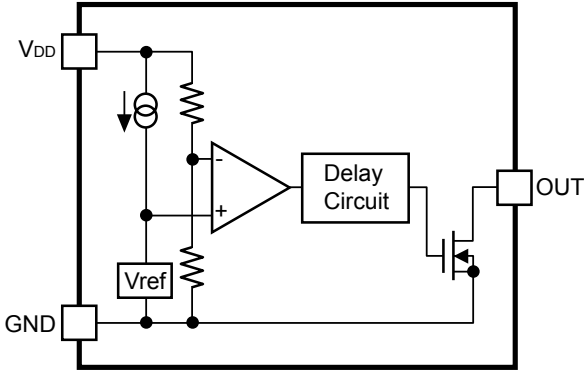 VDD
-
Delay
Circuit
OUT
+
Vref
GND